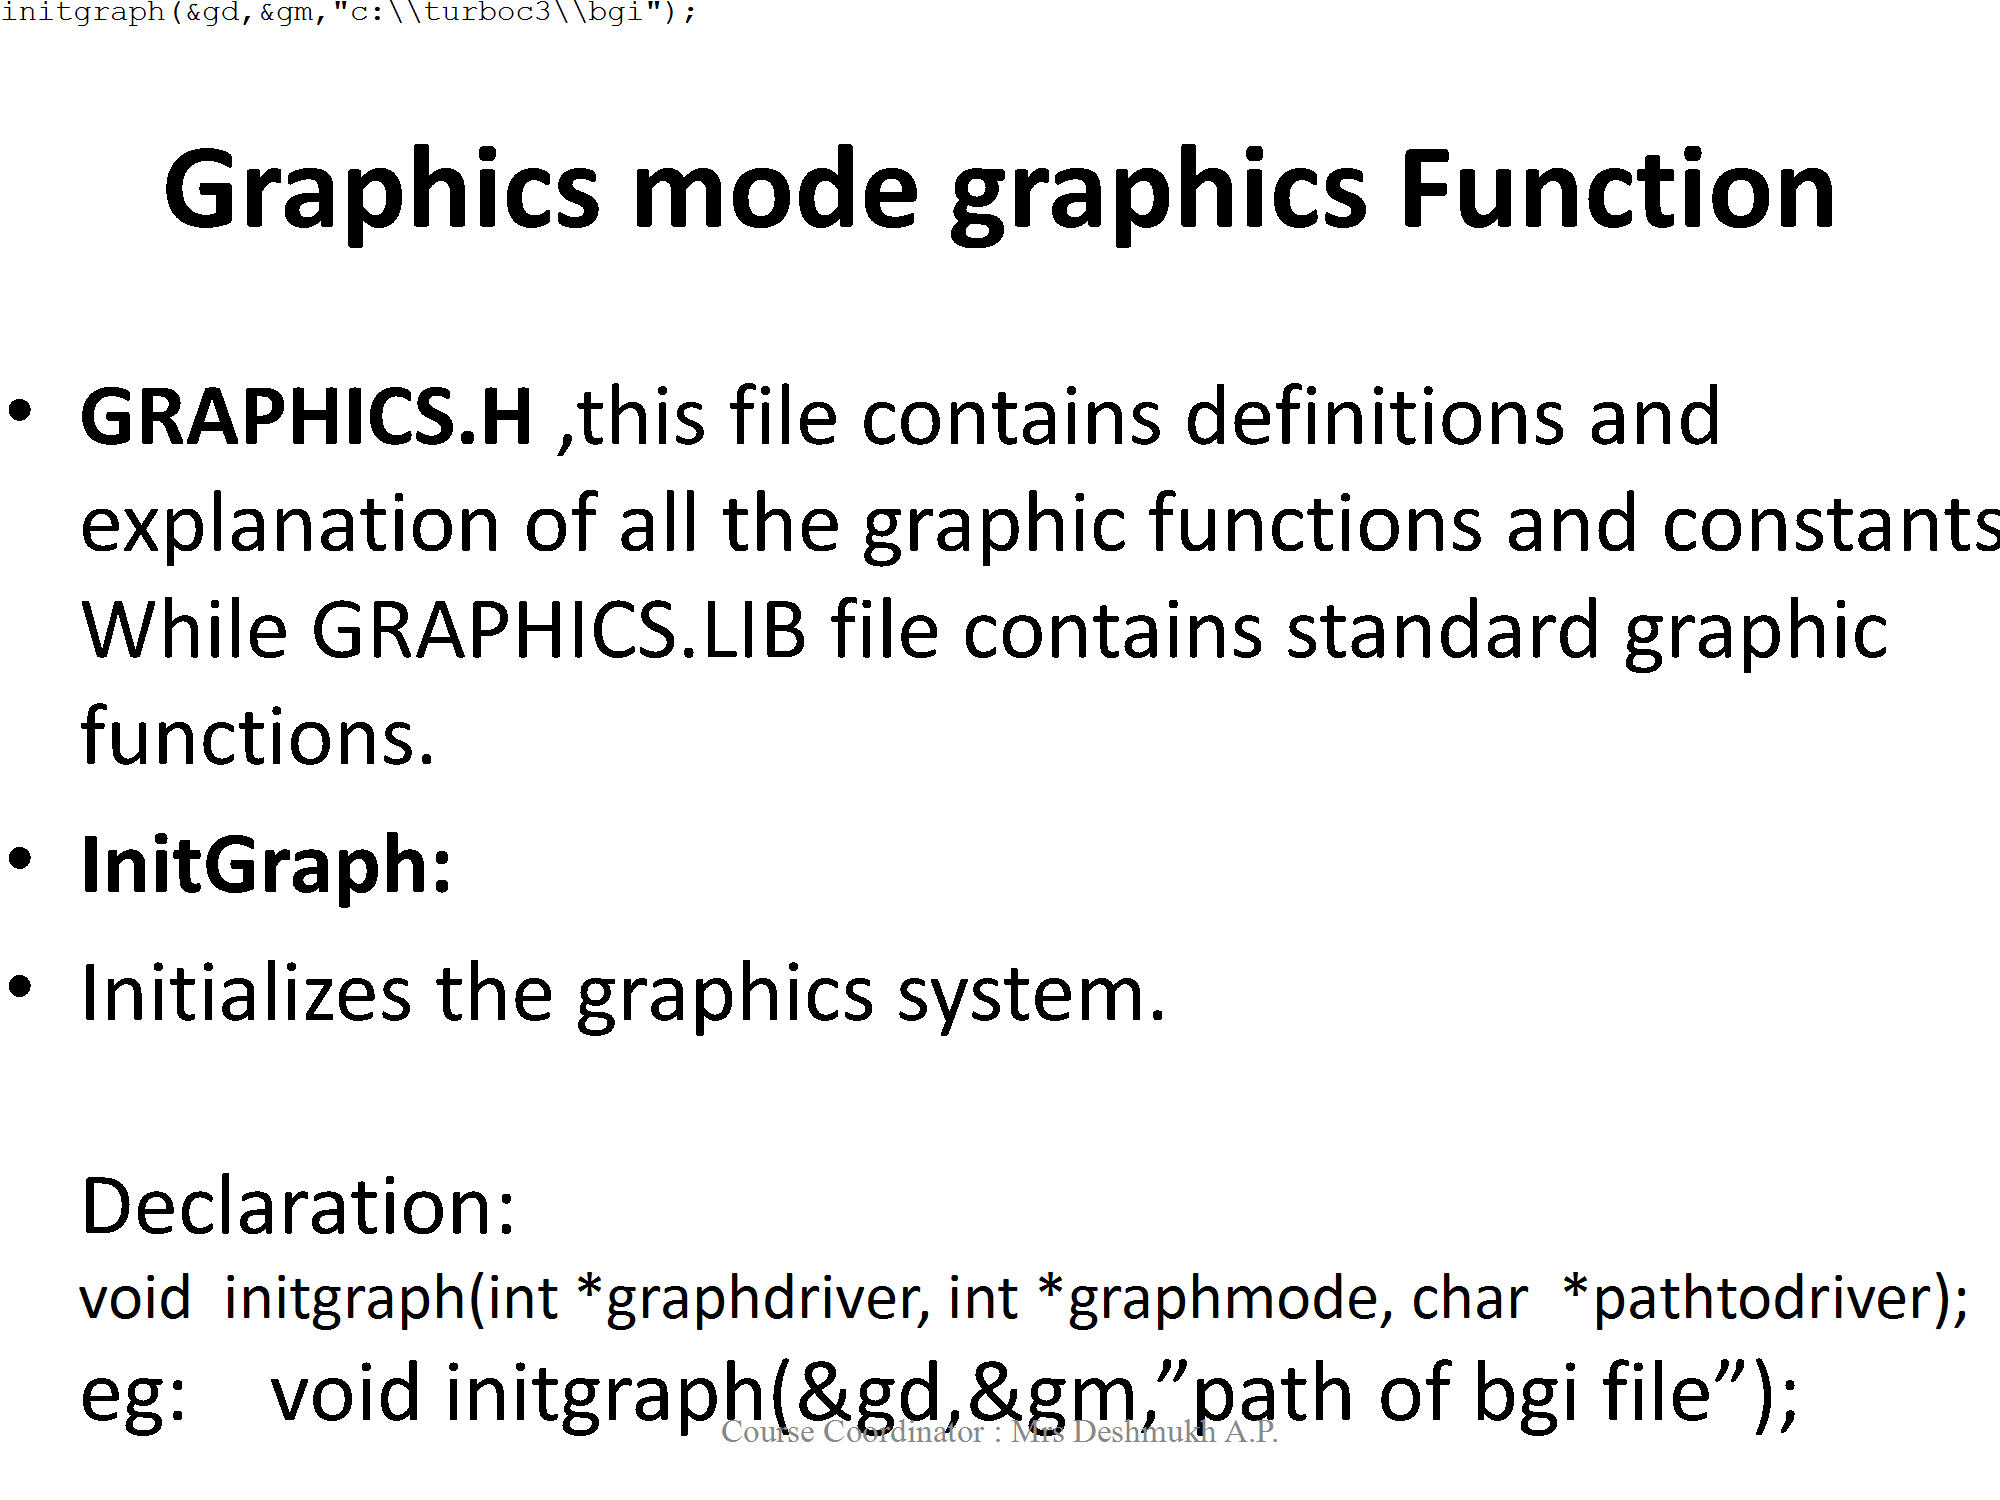 initgraph(&gd,&gm,"c:\\turboc3\\bgi");
Graphics mode graphics Function
• GRAPHICS.H ,this file contains definitions and
explanation of all the graphic functions and constants
While GRAPHICS.LIB file contains standard graphic
functions.
• InitGraph:
• Initializes the graphics system.
Declaration:
void initgraph(int *graphdriver, int *graphmode, char *pathtodriver);
eg: void initgraph(&gd,&gm,”path of bgi file”);
Course Coordinator : Mrs Deshmukh A.P.